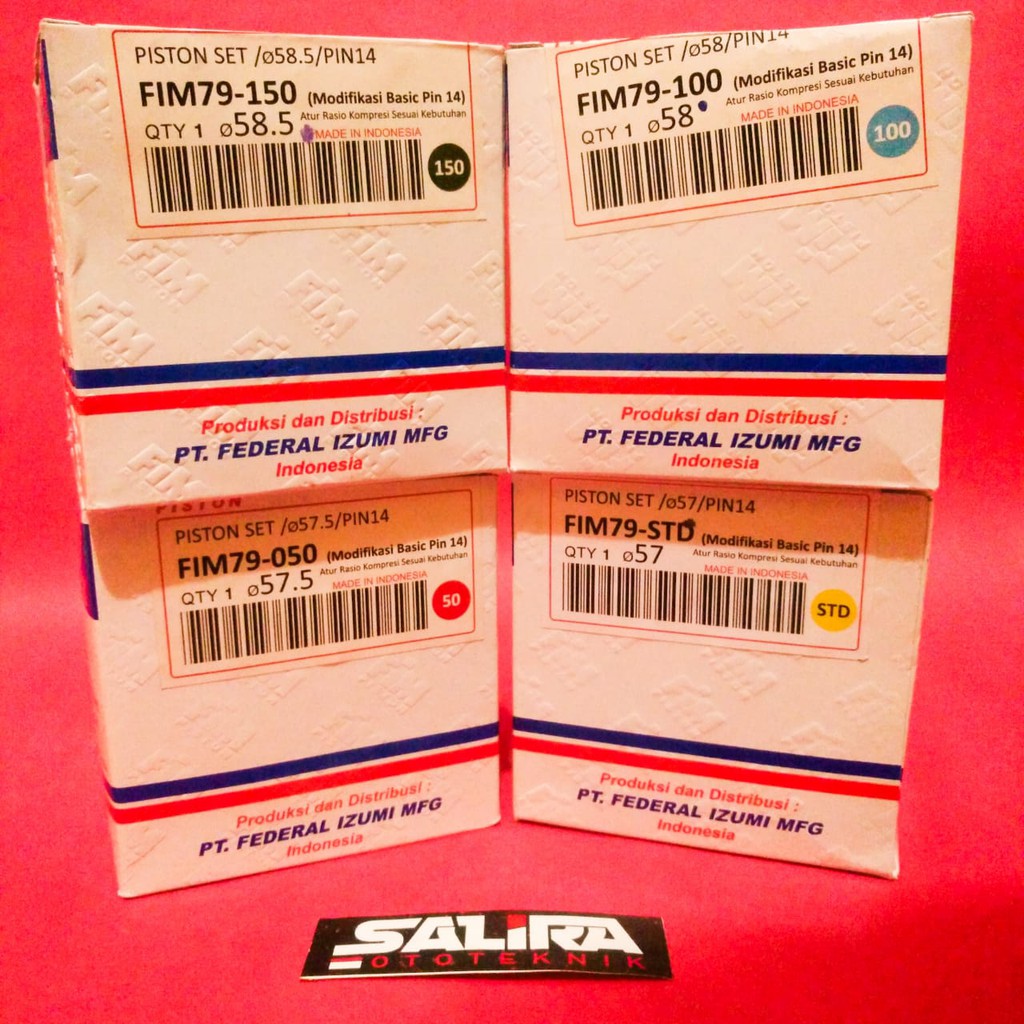 PISTON SET /ø58.5/PIN14
FIM79-150 (Modifikasi Basic Pin 14)
Atur Rasio Kompresi Sesuai Kebutuhan
QTY 1 ø58.5 MADE IN INDONESIA
150
FIM
FIM
FIM
Produksi dan Distribusi :
PT. FEDERAL IZUMI MFG
Indonesia
PISTON SET /ø58/PIN14
FIM79-100 (Modifikasi Basic Pin 14)
Atur Rasio Kompresi Sesuai Kebutuhan
QTY 1 ø58 MADE IN INDONESIA
100
Produksi dan Distribusi :
PT. FEDERAL IZUMI MFG
Indonesia
PISTON
PISTON SET /ø57.5/PIN14
FIM79-050 (Modifikasi Basic Pin 14)
Atur Rasio Kompresi Sesuai Kebutuhan
QTY 1 ø57.5 MADE IN INDONESIA
50
Produksi dan Distribusi :
PT. FEDERAL IZUMI MFG
Indonesia
PISTON SET /ø57/PIN14
FIM79-STD (Modifikasi Basic Pin 14)
Atur Rasio Kompresi Sesuai Kebutuhan
QTY 1 ø57 MADE IN INDONESIA
STD
Produksi dan Distribusi :
PT. FEDERAL IZUMI MFG
Indonesia
SALIRA
OTOTEKNIK